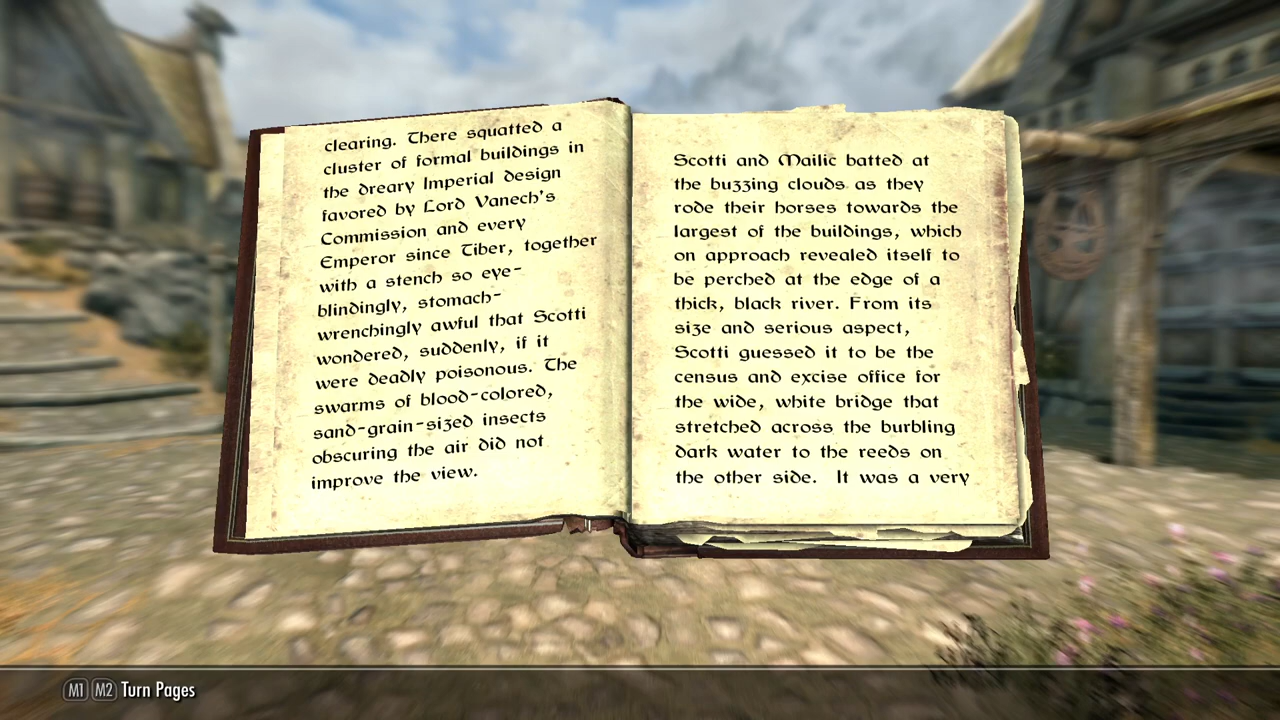 clearing. There squatted a
cluster of formal buildings in
the dreary Imperial design
favored by Lord Vanech's
Commission and every
Emperor since Tiber, together
with a stench so eye-
blindingly, stomach-
wrenchingly awful that Scotti
wondered, suddenly, if it
were deadly poisonous. The
swarms of blood-colored,
sand-grain-sized insects
obscuring the air did not
improve the view.
Scotti and Mailic batted at
the buzzing clouds as they
rode their horses towards the
largest of the buildings, which
on approach revealed itself to
be perched at the edge of a
thick, black river. From its
size and serious aspect,
Scotti guessed it to be the
census and excise office for
the wide, white bridge that
stretched across the burbling
dark water to the reeds on
the other side. It was a very
M1 M2 Turn Pages